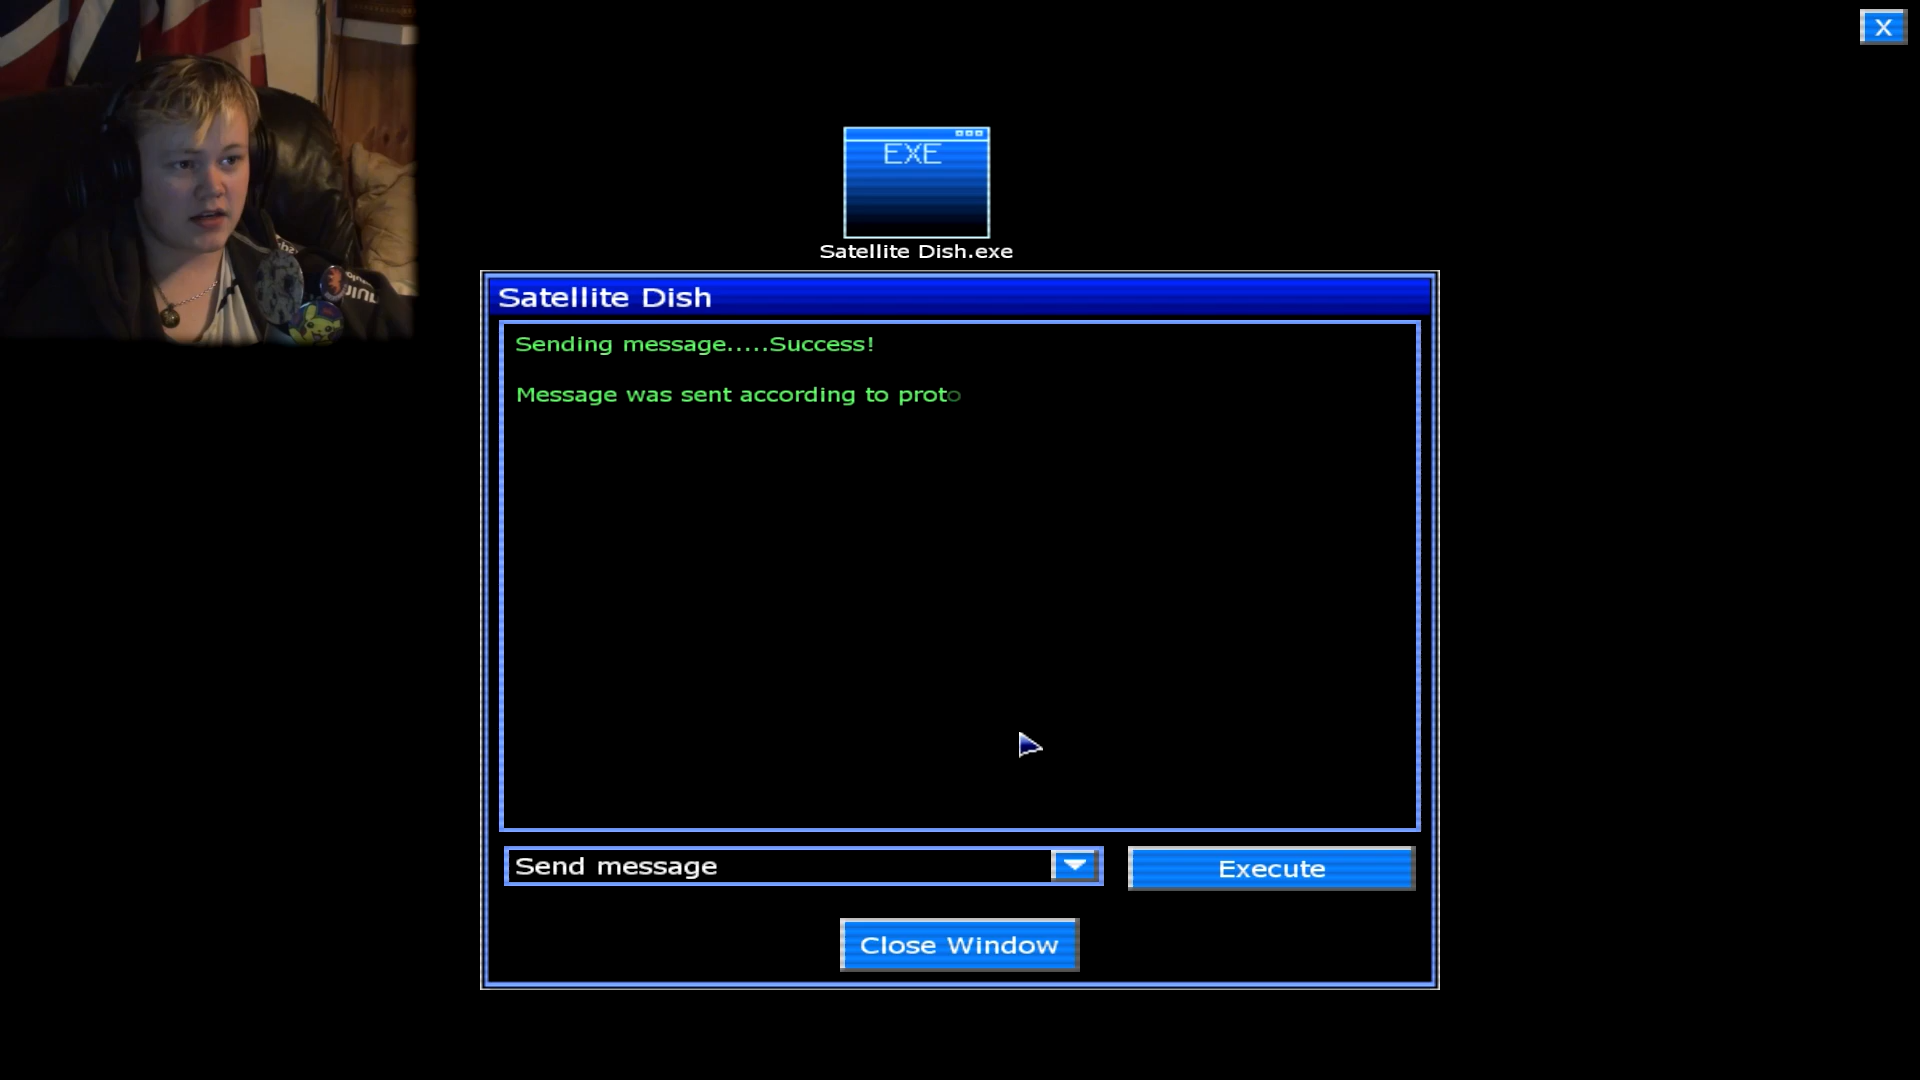 X
EXE
Satellite Dish.exe
Satellite Dish
Sending message.....Success!
Message was sent according to proto
Send message
Execute
Close Window